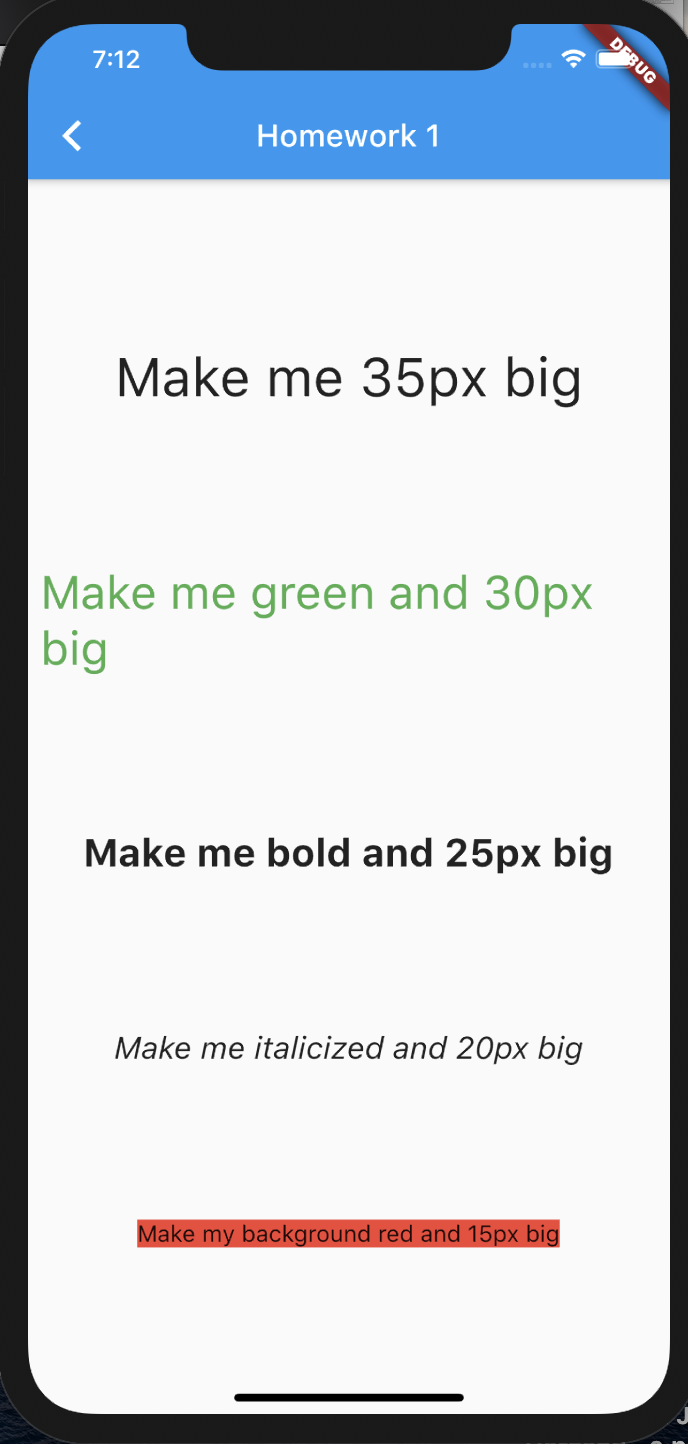 7:12
DEBUG
Homework 1
Make me 35px big
Make me green and 30px
big
Make me bold and 25px big
Make me italicized and 20px big
Make my background red and 15px big